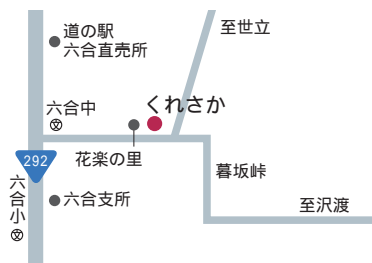 道の駅
六合直売所
至世立
六合中
くれさか
花楽の里
292
暮坂峠
六合小
六合支所
至沢渡